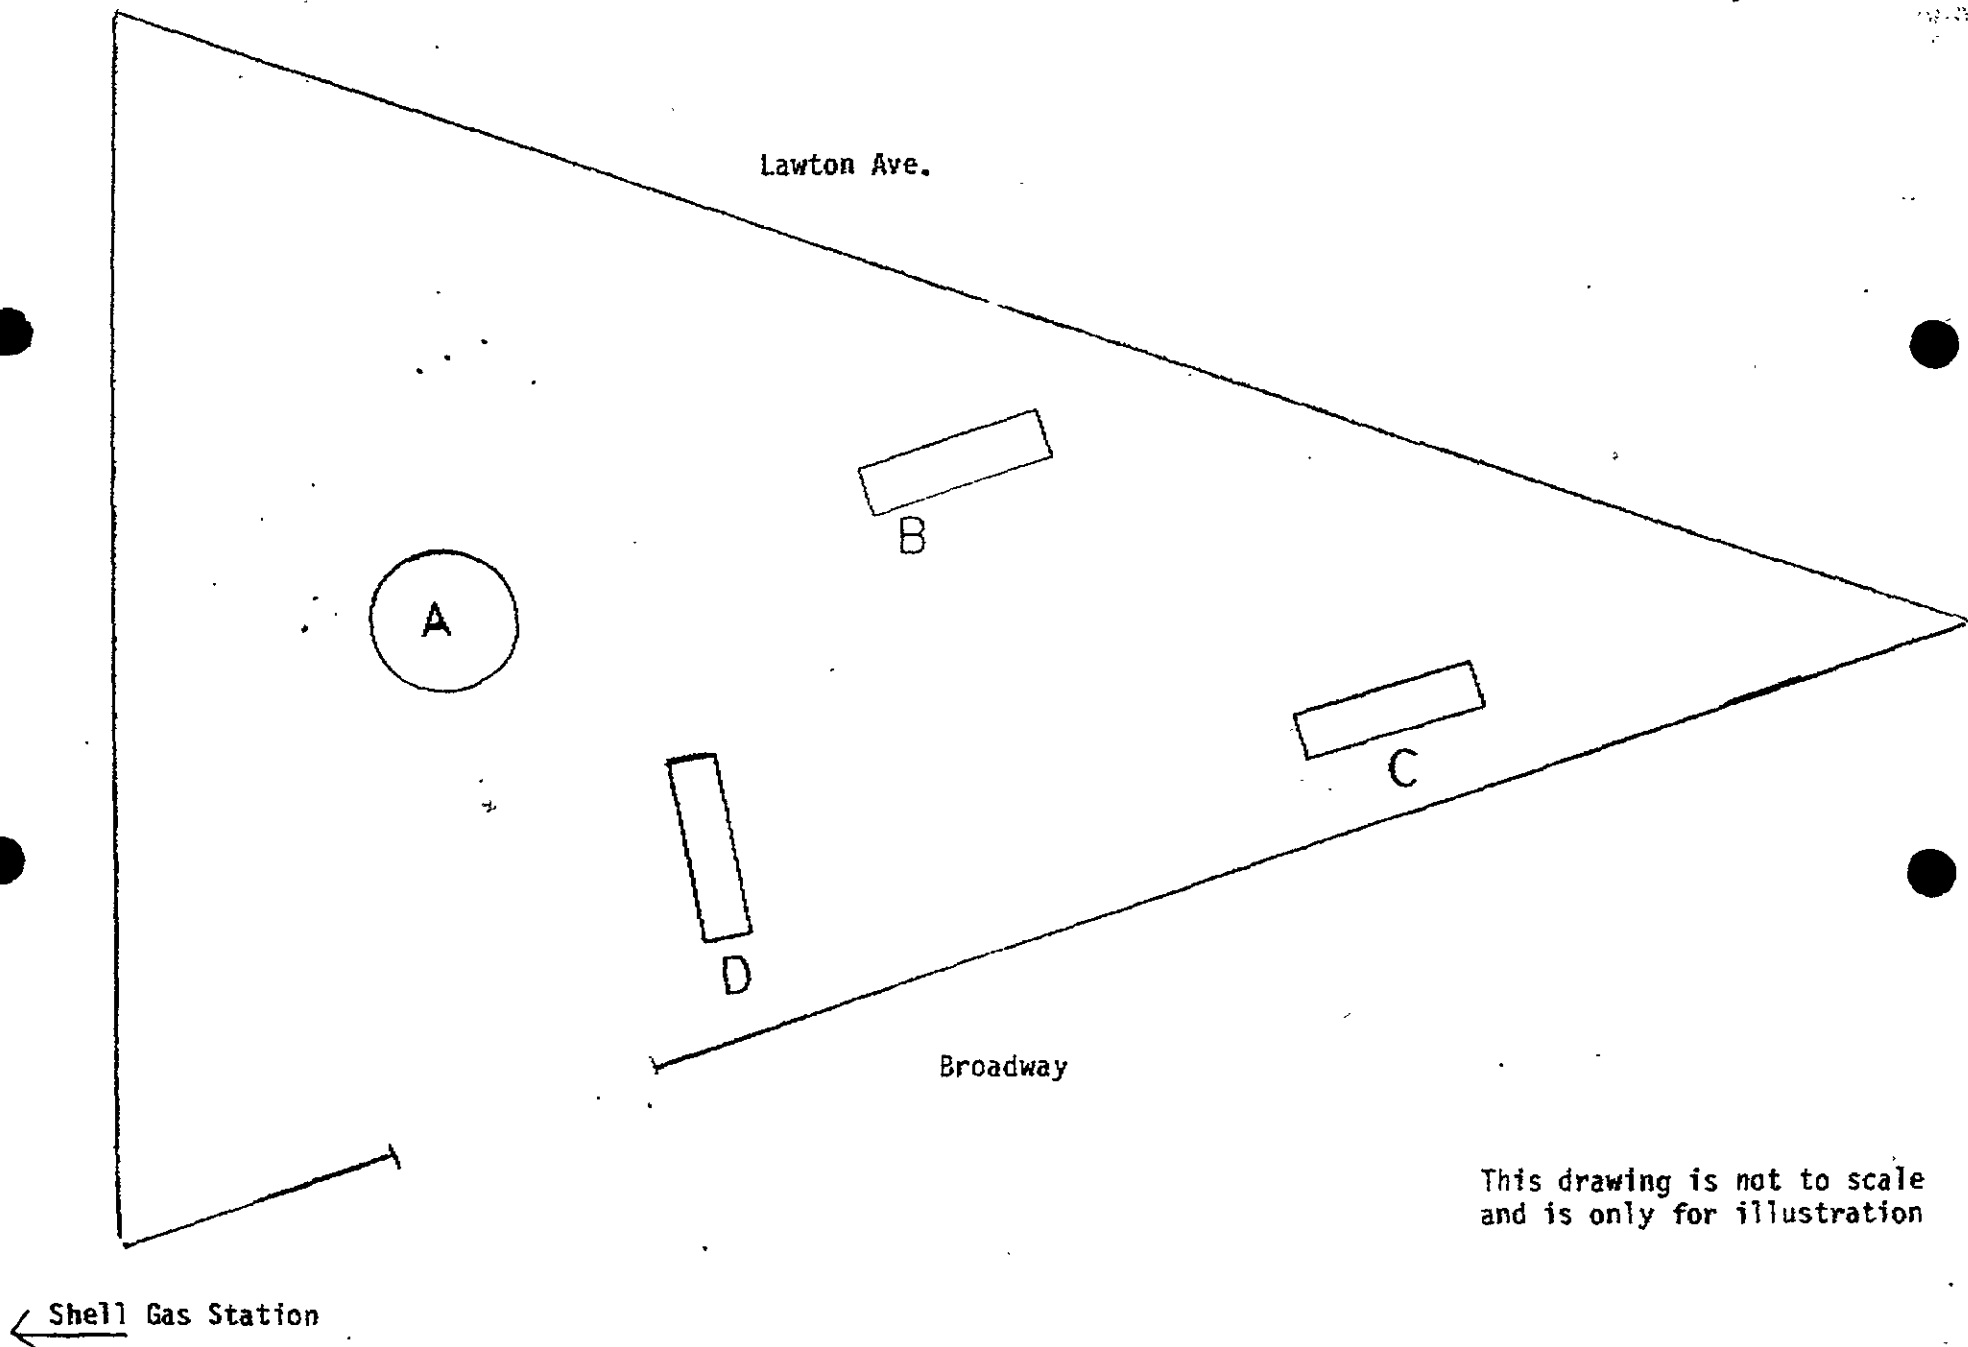 Lawton Ave.
B
A
C
D
Broadway
This drawing is not to scale
and is only for illustration
Shell Gas Station